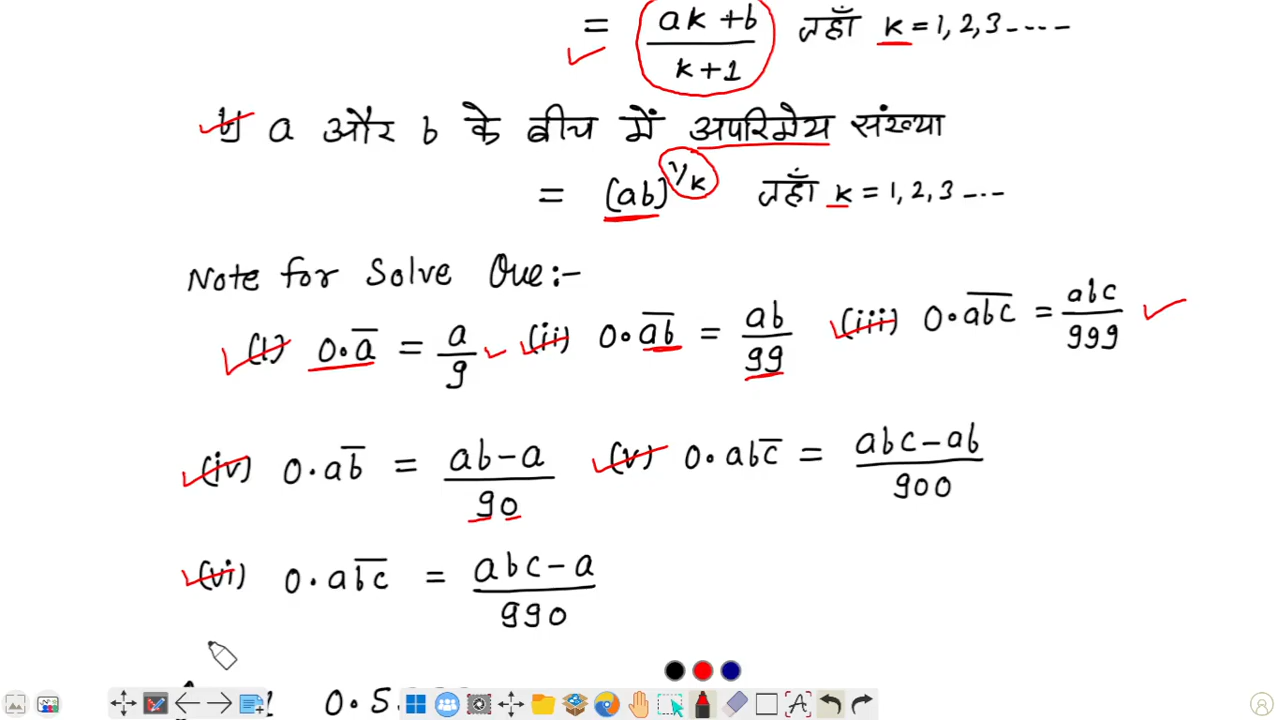 = ak+b / k+1 जहाँ k = 1, 2, 3 ----
a और b के बीच में अपरिमेय संख्या
= (ab)^1/k जहाँ k = 1, 2, 3 ----
Note for Solve Que:-
(i) 0.a̅ = a/9 (ii) 0.a̅b̅ = ab/99 (iii) 0.a̅b̅c̅ = abc/999
(iv) 0.ab̅ = ab-a/90 (v) 0.abc̅ = abc-ab/900
(vi) 0.ab̅c̅ = abc-a/990
1 0.5